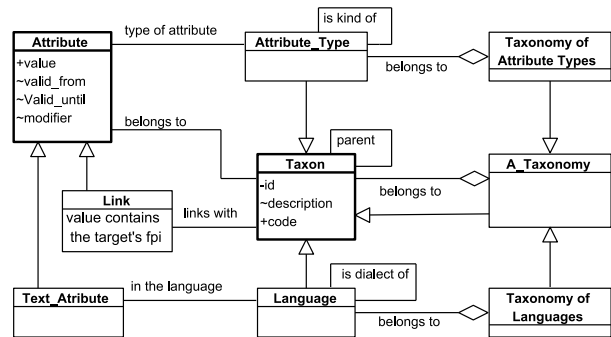 is kind of
Attribute
type of attribute
Attribute_Type
Taxonomy of
Attribute Types
+value
~valid_from
~Valid_until
~modifier
belongs to
belongs to
parent
Taxon
A_Taxonomy
-id
~description
+code
belongs to
Link
value contains
the target's fpi
links with
is dialect of
in the language
Text_Atribute
Language
Taxonomy of
Languages
belongs to